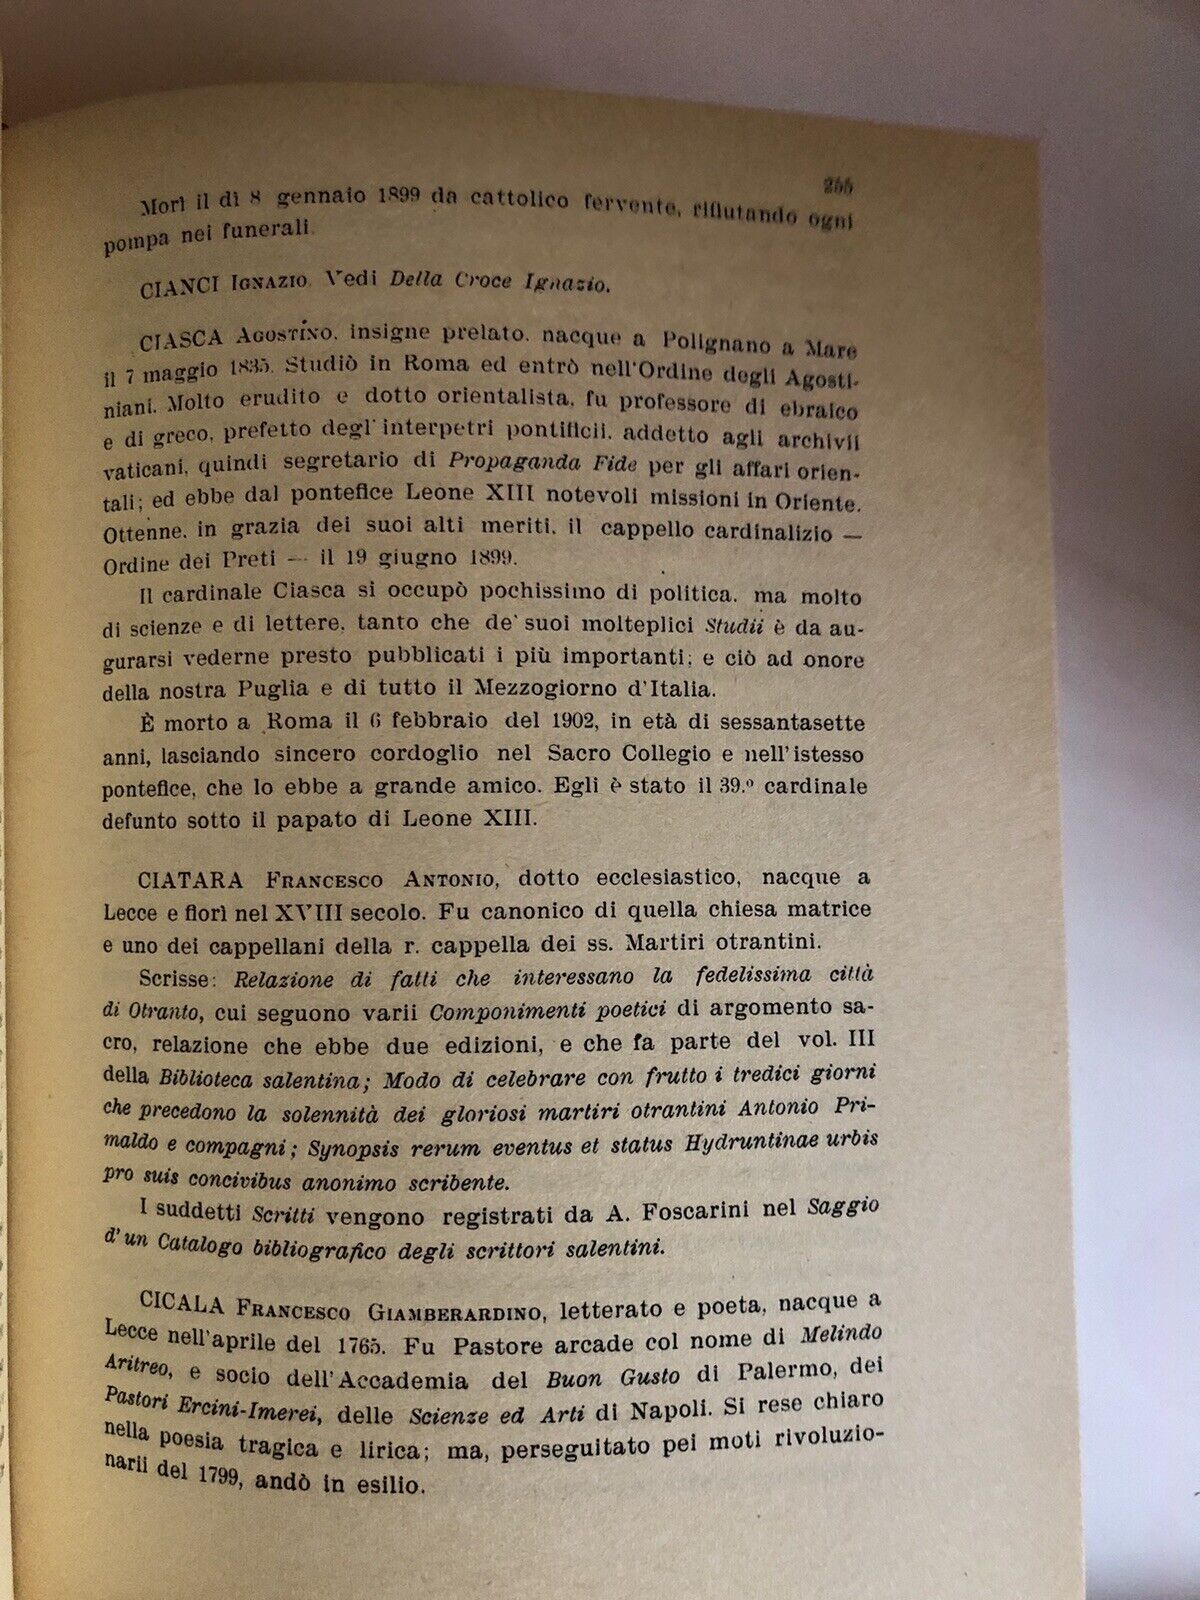 255
Morì il dì 8 gennaio 1899 da cattolico fervente, rifiutando ogni
pompa nei funerali.
CIANCI IGNAZIO. Vedi Della Croce Ignazio.
CIASCA AGOSTINO, insigne prelato, nacque a Polignano a Mare
il 7 maggio 1835. Studiò in Roma ed entrò nell'Ordine degli Agosti-
niani. Molto erudito e dotto orientalista, fu professore di ebraico
e di greco, prefetto degl'interpetri pontificii, addetto agli archivii
vaticani, quindi segretario di Propaganda Fide per gli affari orien-
tali; ed ebbe dal pontefice Leone XIII notevoli missioni in Oriente.
Ottenne, in grazia dei suoi alti meriti, il cappello cardinalizio —
Ordine dei Preti — il 19 giugno 1899.
Il cardinale Ciasca si occupò pochissimo di politica, ma molto
di scienze e di lettere, tanto che de' suoi molteplici Studii è da au-
gurarsi vederne presto pubblicati i più importanti; e ciò ad onore
della nostra Puglia e di tutto il Mezzogiorno d'Italia.
È morto a Roma il 6 febbraio del 1902, in età di sessantasette
anni, lasciando sincero cordoglio nel Sacro Collegio e nell'istesso
pontefice, che lo ebbe a grande amico. Egli è stato il 39.º cardinale
defunto sotto il papato di Leone XIII.
CIATARA FRANCESCO ANTONIO, dotto ecclesiastico, nacque a
Lecce e fiorì nel XVIII secolo. Fu canonico di quella chiesa matrice
e uno dei cappellani della r. cappella dei ss. Martiri otrantini.
Scrisse: Relazione di fatti che interessano la fedelissima città
di Otranto, cui seguono varii Componimenti poetici di argomento sa-
cro, relazione che ebbe due edizioni, e che fa parte del vol. III
della Biblioteca salentina; Modo di celebrare con frutto i tredici giorni
che precedono la solennità dei gloriosi martiri otrantini Antonio Pri-
maldo e compagni; Synopsis rerum eventus et status Hydruntinae urbis
pro suis concivibus anonimo scribente.
I suddetti Scritti vengono registrati da A. Foscarini nel Saggio
d'un Catalogo bibliografico degli scrittori salentini.
CICALA FRANCESCO GIAMBERARDINO, letterato e poeta, nacque a
Lecce nell'aprile del 1765. Fu Pastore arcade col nome di Melindo
Aritreo, e socio dell'Accademia del Buon Gusto di Palermo, dei
Pastori Ercini-Imerei, delle Scienze ed Arti di Napoli. Si rese chiaro
nella poesia tragica e lirica; ma, perseguitato pei moti rivoluzio-
narii del 1799, andò in esilio.